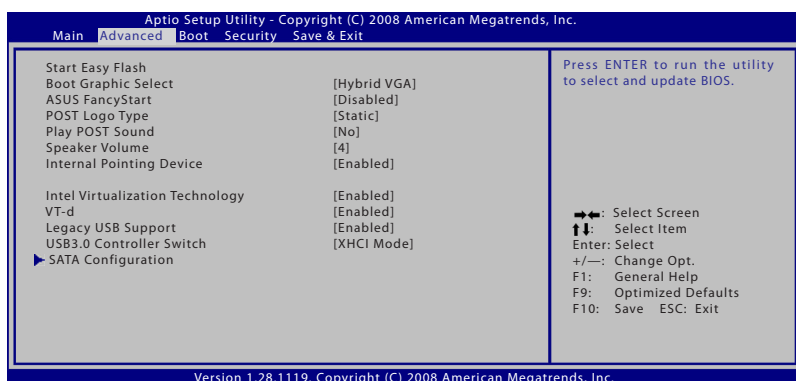 Aptio Setup Utility - Copyright (C) 2008 American Megatrends, Inc.
Main Advanced Boot Security Save & Exit
Start Easy Flash
Boot Graphic Select [Hybrid VGA]
ASUS FancyStart [Disabled]
POST Logo Type [Static]
Play POST Sound [No]
Speaker Volume [4]
Internal Pointing Device [Enabled]
Intel Virtualization Technology [Enabled]
VT-d [Enabled]
Legacy USB Support [Enabled]
USB3.0 Controller Switch [XHCI Mode]
SATA Configuration
Press ENTER to run the utility
to select and update BIOS.
→←: Select Screen
↑↓: Select Item
Enter: Select
+/—: Change Opt.
F1: General Help
F9: Optimized Defaults
F10: Save ESC: Exit
Version 1.28.1119. Copyright (C) 2008 American Megatrends, Inc.